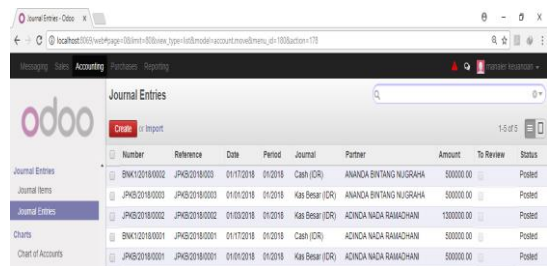 Journal Entries - Odoo
localhost:8069/web#page=0&limit=80&view_type=list&model=account.move&menu_id=180&action=178
Messaging Sales Accounting Purchases Reporting
odoo
Journal Entries
Create or Import
1-5 of 5
Journal Entries
Journal Items
Journal Entries
Charts
Chart of Accounts
Number Reference Date Period Journal Partner Amount To Review Status
BNK1/2018/0002 JPKB/2018/003 01/17/2018 01/2018 Cash (IDR) ANANDA BINTANG NUGRAHA 500000.00 Posted
JPKB/2018/0003 JPKB/2018/0003 01/01/2018 01/2018 Kas Besar (IDR) ANANDA BINTANG NUGRAHA 500000.00 Posted
JPKB/2018/0002 JPKB/2018/0002 01/03/2018 01/2018 Kas Besar (IDR) ADINDA NADA RAMADHANI 1300000.00 Posted
BNK1/2018/0001 JPKB/2018/0001 01/17/2018 01/2018 Cash (IDR) ADINDA NADA RAMADHANI 500000.00 Posted
JPKB/2018/0001 JPKB/2018/0001 01/01/2018 01/2018 Kas Besar (IDR) ADINDA NADA RAMADHANI 500000.00 Posted